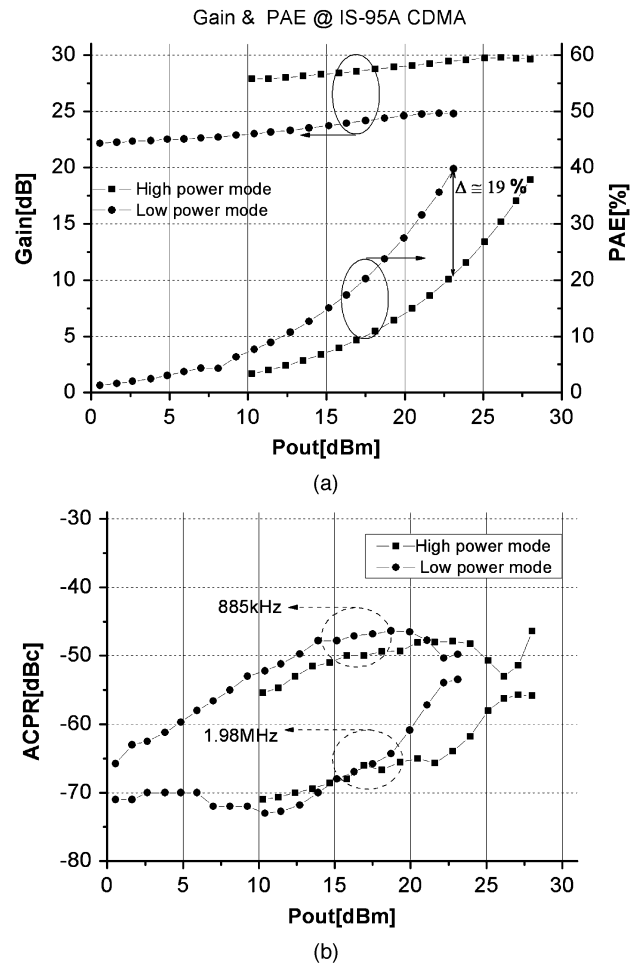 Gain & PAE @ IS-95A CDMA
30
25
20
15
10
5
0
Gain[dB]
60
50
40
30
20
10
0
PAE[%]
High power mode
Low power mode
Δ ≅ 19 %
0 5 10 15 20 25 30
Pout[dBm]
(a)
-30
-40
-50
-60
-70
-80
ACPR[dBc]
High power mode
Low power mode
885kHz
1.98MHz
0 5 10 15 20 25 30
Pout[dBm]
(b)